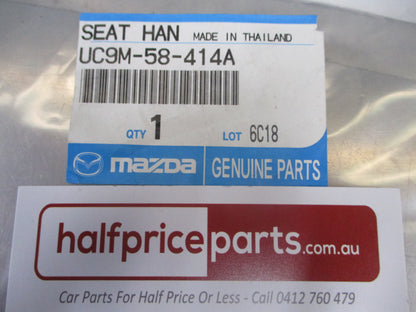 SEAT HAN MADE IN THAILAND
UC9M-58-414A
QTY 1 LOT 6C18
mazda GENUINE PARTS
halfpriceparts.com.au
Car Parts For Half Price Or Less - Call 0412 760 479